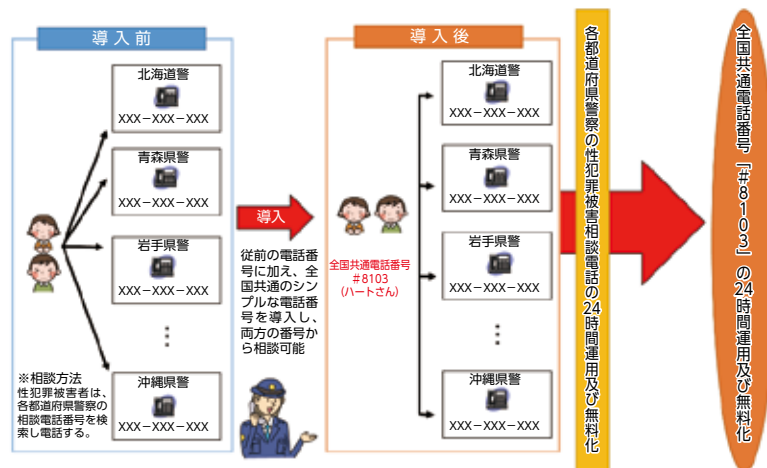 導入前
北海道警
XXX－XXX－XXX
青森県警
XXX－XXX－XXX
岩手県警
XXX－XXX－XXX
…
沖縄県警
XXX－XXX－XXX
※相談方法
性犯罪被害者は、
各都道府県警察の
相談電話番号を検
索し電話する。
導入
従前の電話番
号に加え、全
国共通のシン
プルな電話番
号を導入し、
両方の番号か
ら相談可能
導入後
全国共通電話番号
#8103
(ハートさん)
北海道警
XXX－XXX－XXX
青森県警
XXX－XXX－XXX
岩手県警
XXX－XXX－XXX
…
沖縄県警
XXX－XXX－XXX
各都道府県警察の性犯罪被害相談電話の24時間運用及び無料化
全国共通電話番号「#8103」の24時間運用及び無料化